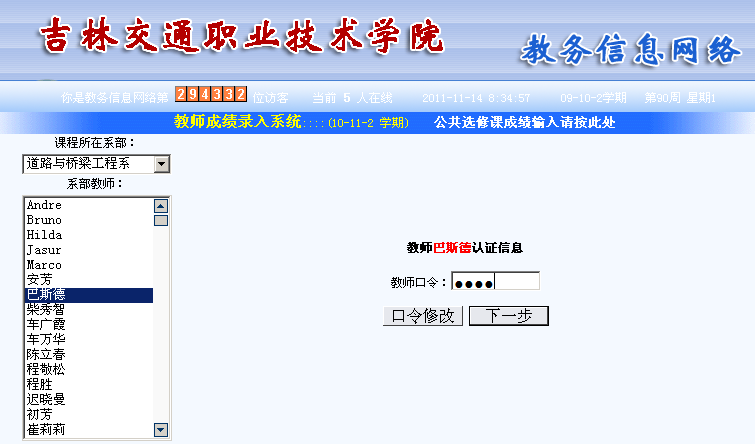 吉林交通职业技术学院
教务信息网络
你是教务信息网络第 294332 位访客 当前 5 人在线 2011-11-14 8:34:57 09-10-2学期 第90周 星期1
教师成绩录入系统::::(10-11-2 学期) 公共选修课成绩输入请按此处
课程所在系部：
道路与桥梁工程系
系部教师：
Andre
Bruno
Hilda
Jasur
Marco
安芳
巴斯德
柴秀智
车广霞
车万华
陈立春
程敬松
程胜
迟晓曼
初芳
崔莉莉
教师巴斯德认证信息
教师口令：●●●●
口令修改 下一步